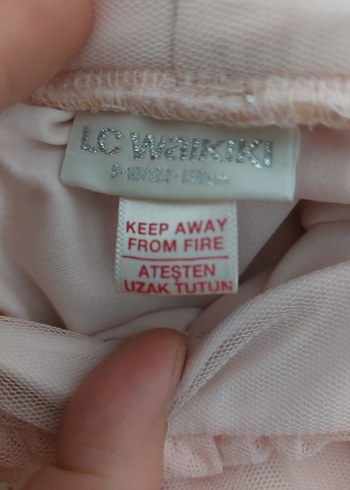 LC WAIKIKI
KEEP AWAY
FROM FIRE
ATEŞTEN
UZAK TUTUN